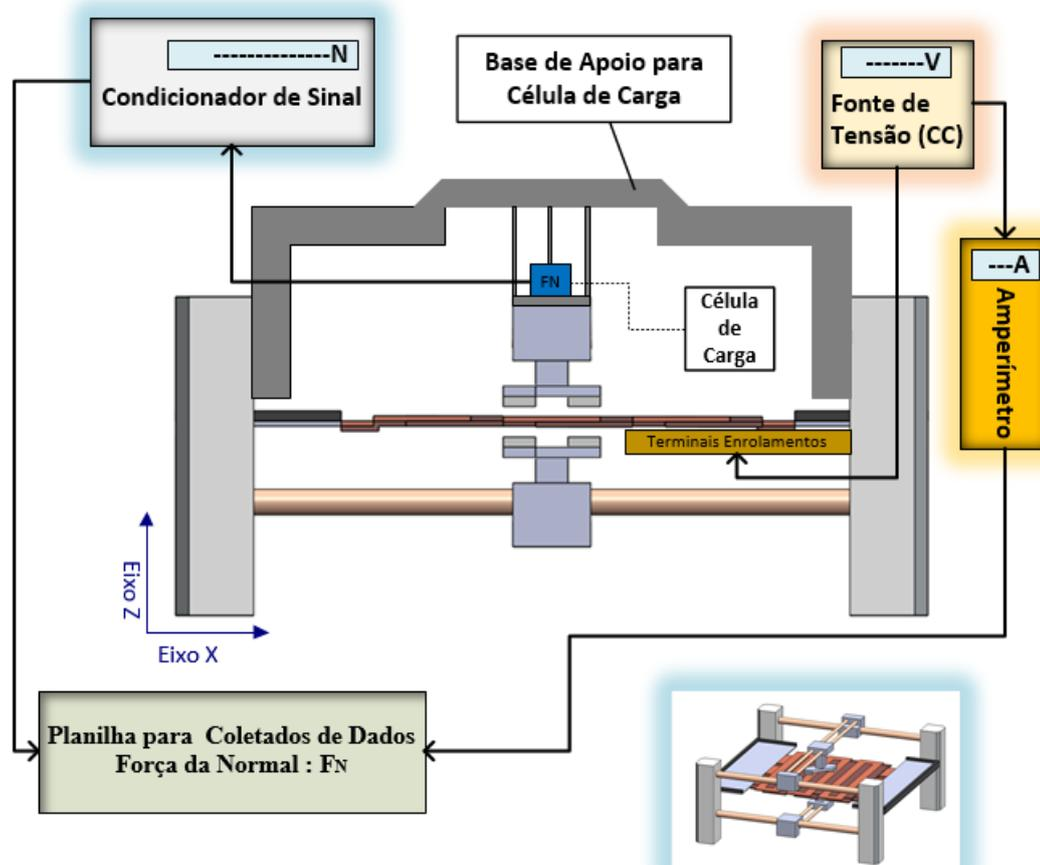 --------------N
Condicionador de Sinal
Base de Apoio para
Célula de Carga
-------V
Fonte de
Tensão (CC)
---A
Amperímetro
FN
Célula
de
Carga
Terminais Enrolamentos
Eixo Z
Eixo X
Planilha para Coletados de Dados
Força da Normal : FN